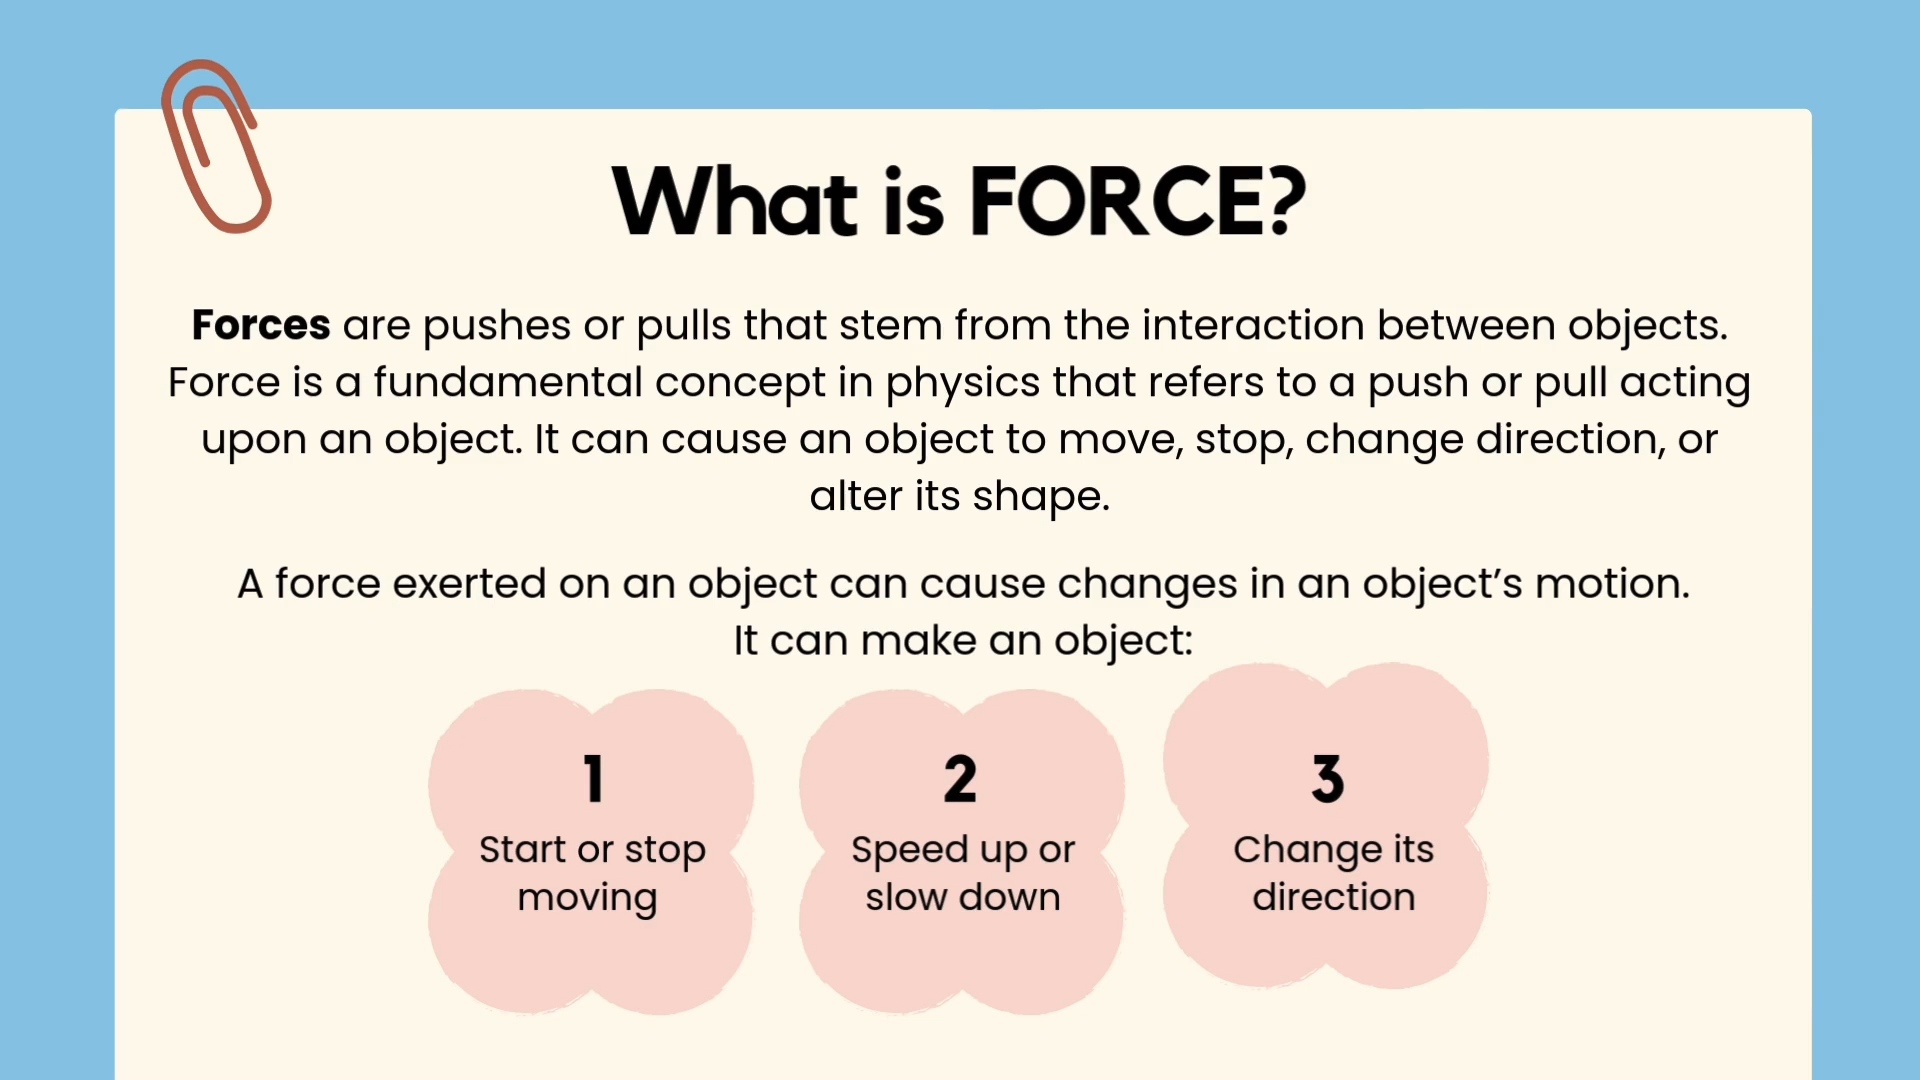 What is FORCE?
Forces are pushes or pulls that stem from the interaction between objects.
Force is a fundamental concept in physics that refers to a push or pull acting
upon an object. It can cause an object to move, stop, change direction, or
alter its shape.
A force exerted on an object can cause changes in an object’s motion.
It can make an object:
1
Start or stop
moving
2
Speed up or
slow down
3
Change its
direction